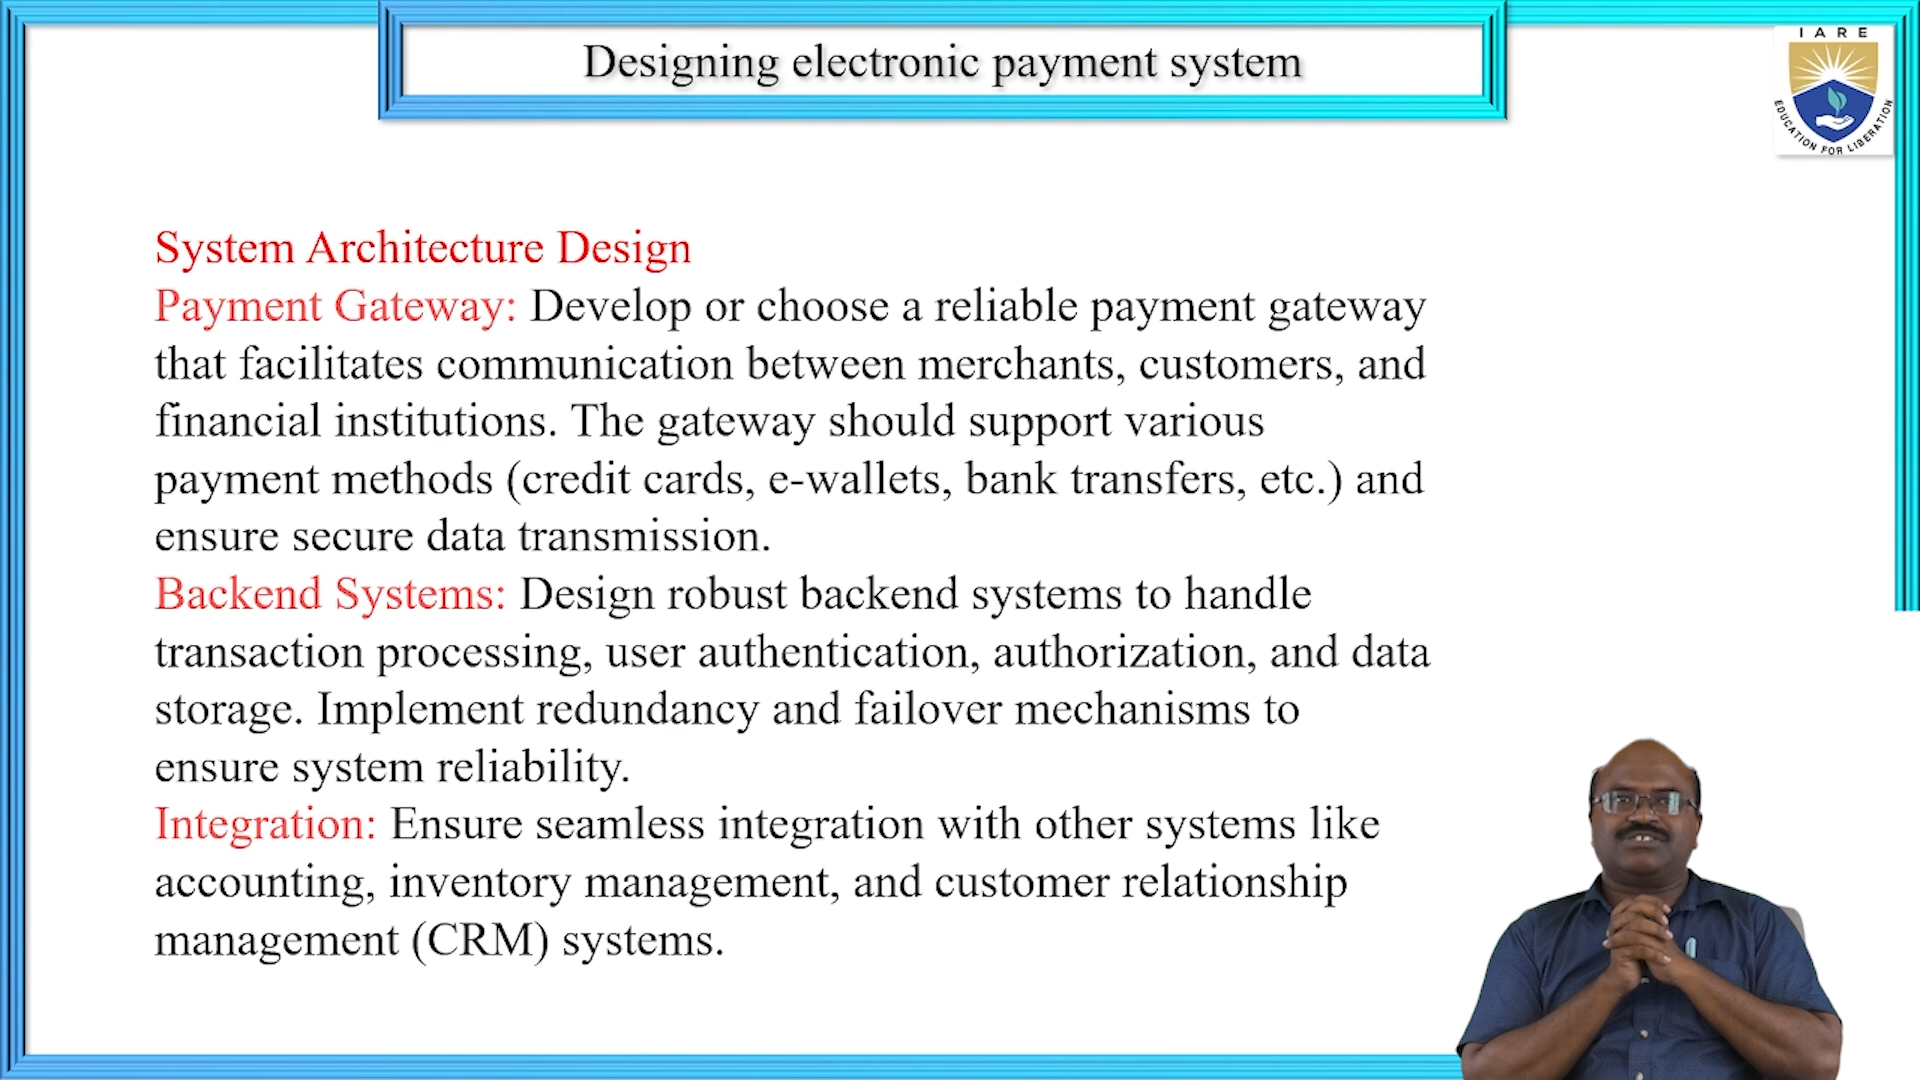 Designing electronic payment system
IARE
EDUCATION FOR LIBERATION
System Architecture Design
Payment Gateway: Develop or choose a reliable payment gateway
that facilitates communication between merchants, customers, and
financial institutions. The gateway should support various
payment methods (credit cards, e-wallets, bank transfers, etc.) and
ensure secure data transmission.
Backend Systems: Design robust backend systems to handle
transaction processing, user authentication, authorization, and data
storage. Implement redundancy and failover mechanisms to
ensure system reliability.
Integration: Ensure seamless integration with other systems like
accounting, inventory management, and customer relationship
management (CRM) systems.